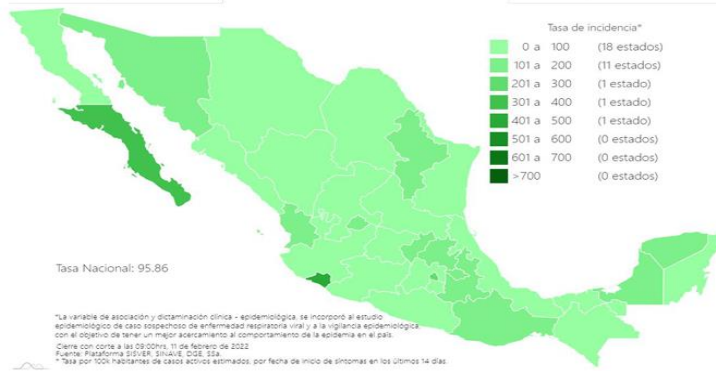 Tasa de incidencia*
0 a 100 (18 estados)
101 a 200 (11 estados)
201 a 300 (1 estado)
301 a 400 (1 estado)
401 a 500 (1 estado)
501 a 600 (0 estados)
601 a 700 (0 estados)
>700 (0 estados)
Tasa Nacional: 95.86
*La variable de asociación y dictaminación clínica - epidemiológica, se incorporó al estudio
epidemiológico de caso sospechoso de enfermedad respiratoria viral y a la vigilancia epidemiológica
con el objetivo de tener un mejor acercamiento al comportamiento de la epidemia en el país.
Cierre con corte a las 09:00hrs, 11 de febrero de 2022
Fuente: Plataforma SISVER, SINAVE, DGE, SSa.
* Tasa por 100k habitantes de casos activos estimados, por fecha de inicio de síntomas en los últimos 14 días